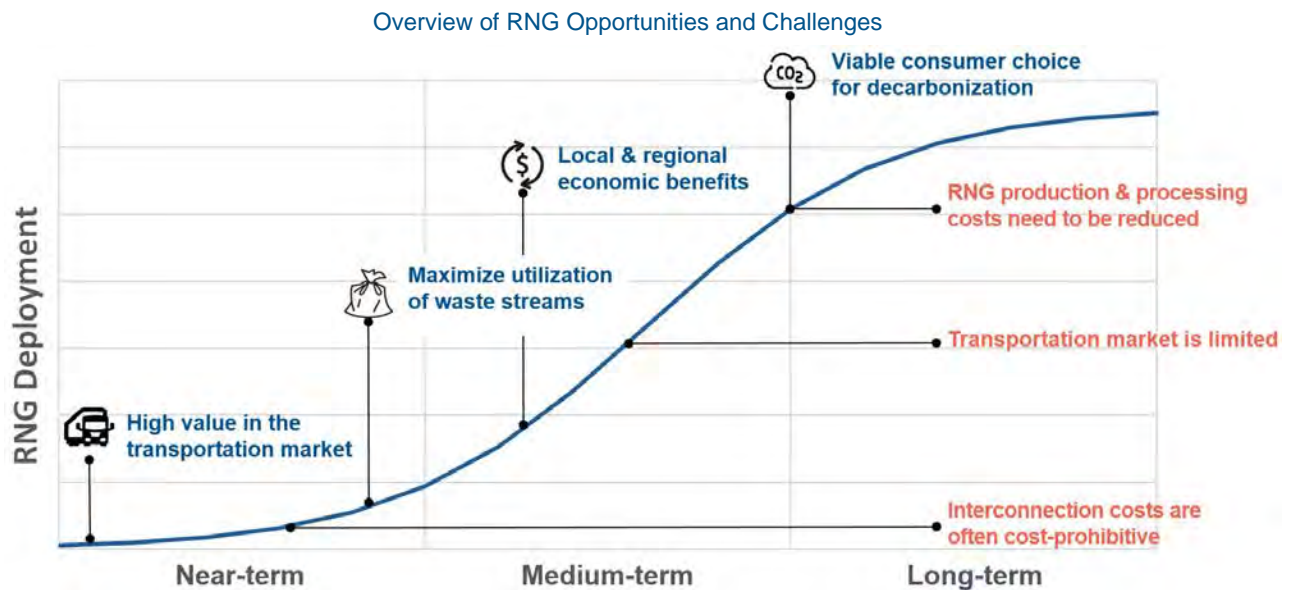 Overview of RNG Opportunities and Challenges
CO₂
Viable consumer choice
for decarbonization
$
Local & regional
economic benefits
RNG production & processing
costs need to be reduced
Maximize utilization
of waste streams
Transportation market is limited
RNG Deployment
High value in the
transportation market
Interconnection costs are
often cost-prohibitive
Near-term
Medium-term
Long-term